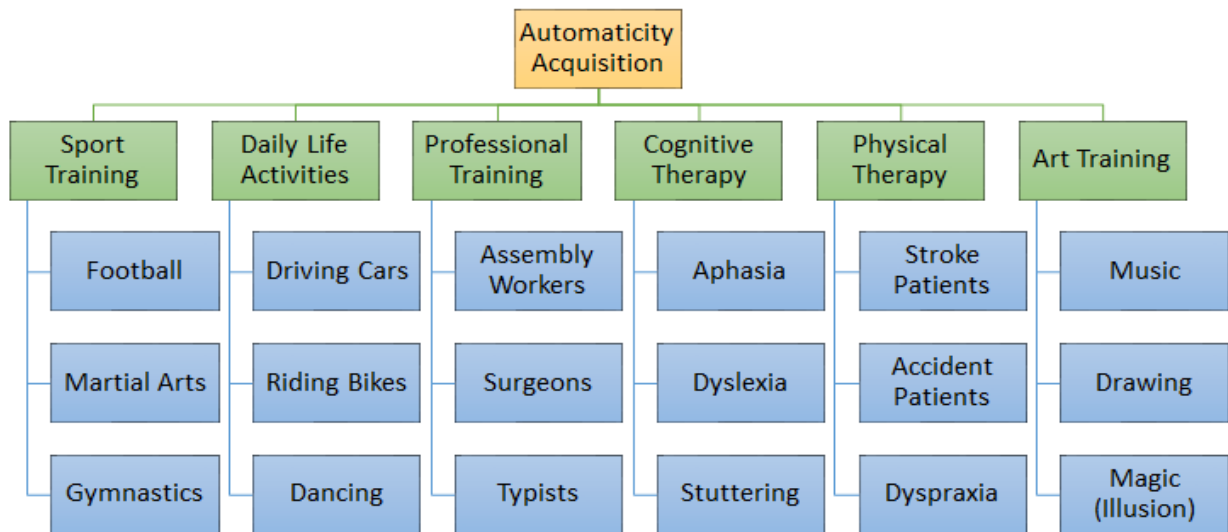 Automaticity
Acquisition
Sport
Training
Daily Life
Activities
Professional
Training
Cognitive
Therapy
Physical
Therapy
Art Training
Football
Driving Cars
Assembly
Workers
Aphasia
Stroke
Patients
Music
Martial Arts
Riding Bikes
Surgeons
Dyslexia
Accident
Patients
Drawing
Gymnastics
Dancing
Typists
Stuttering
Dyspraxia
Magic
(Illusion)